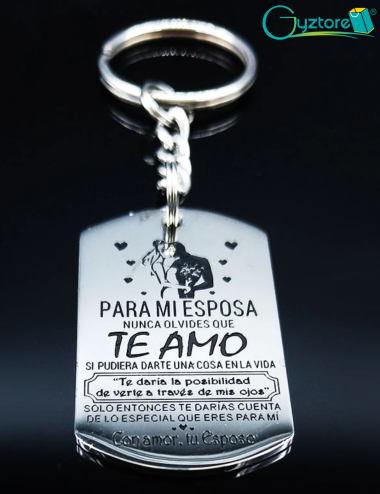 Gyztore
PARA MI ESPOSA
NUNCA OLVIDES QUE
TE AMO
SI PUDIERA DARTE UNA COSA EN LA VIDA
"Te daría la posibilidad
de verte a través de mis ojos"
SOLO ENTONCES TE DARÍAS CUENTA
DE LO ESPECIAL QUE ERES PARA MÍ
Con amor, tu Esposo